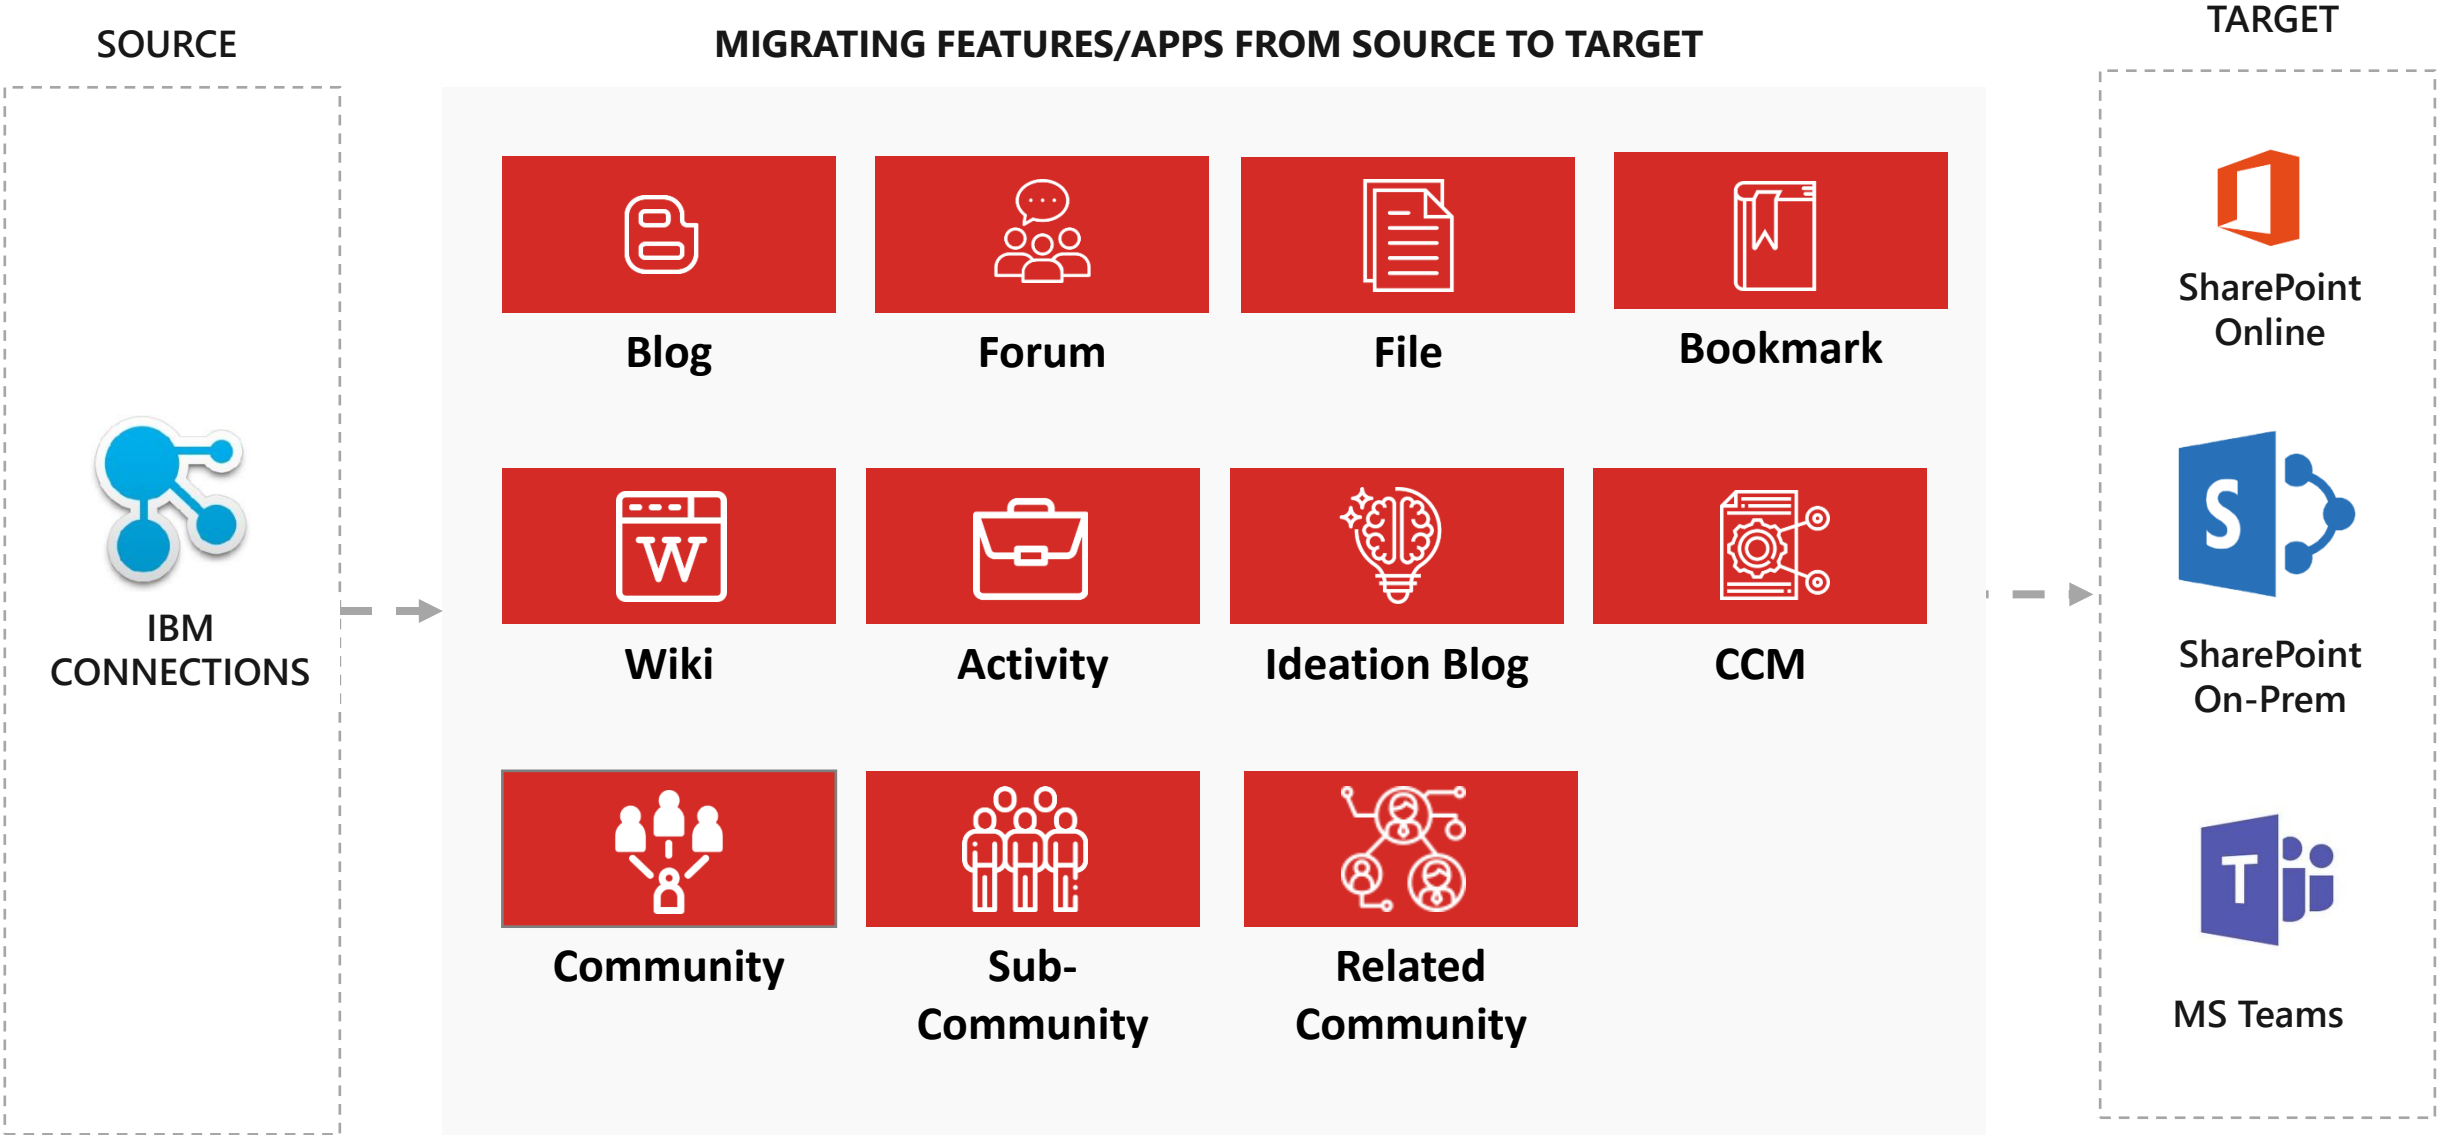 SOURCE
MIGRATING FEATURES/APPS FROM SOURCE TO TARGET
TARGET
IBM
CONNECTIONS
Blog
Forum
File
Bookmark
W
Wiki
Activity
Ideation Blog
CCM
Community
Sub-
Community
Related
Community
SharePoint
Online
S
SharePoint
On-Prem
T
MS Teams